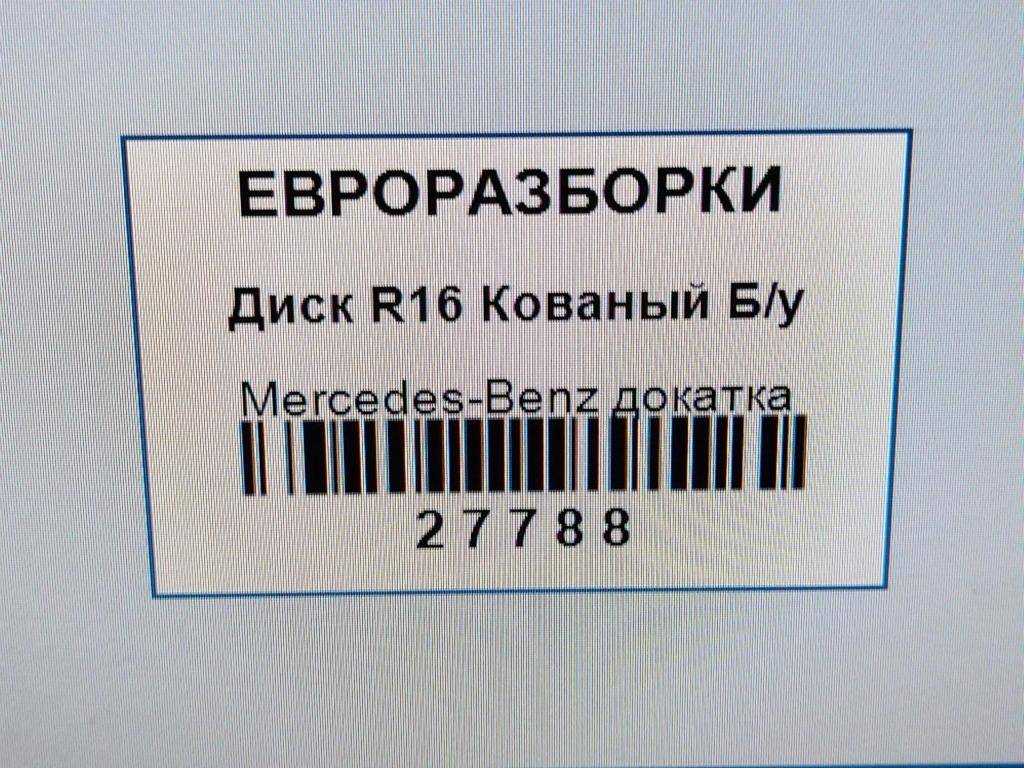 ЕВРОРАЗБОРКИ
Диск R16 Кованый Б/у
Mercedes-Benz докатка
27788